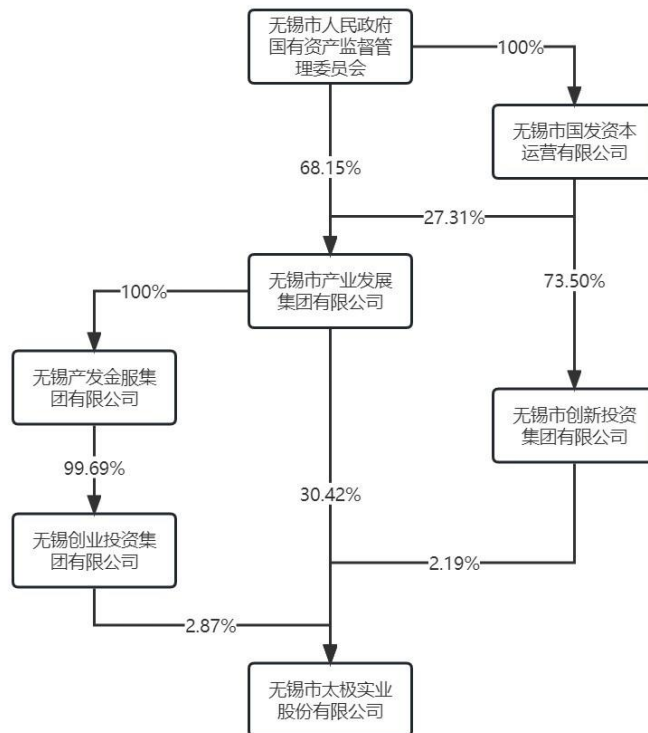 无锡市人民政府
国有资产监督管
理委员会
100%
无锡市国发资本
运营有限公司
68.15%
27.31%
无锡市产业发展
集团有限公司
100%
73.50%
无锡产发金服集
团有限公司
无锡市创新投资
集团有限公司
99.69%
30.42%
无锡创业投资集
团有限公司
2.19%
2.87%
无锡市太极实业
股份有限公司